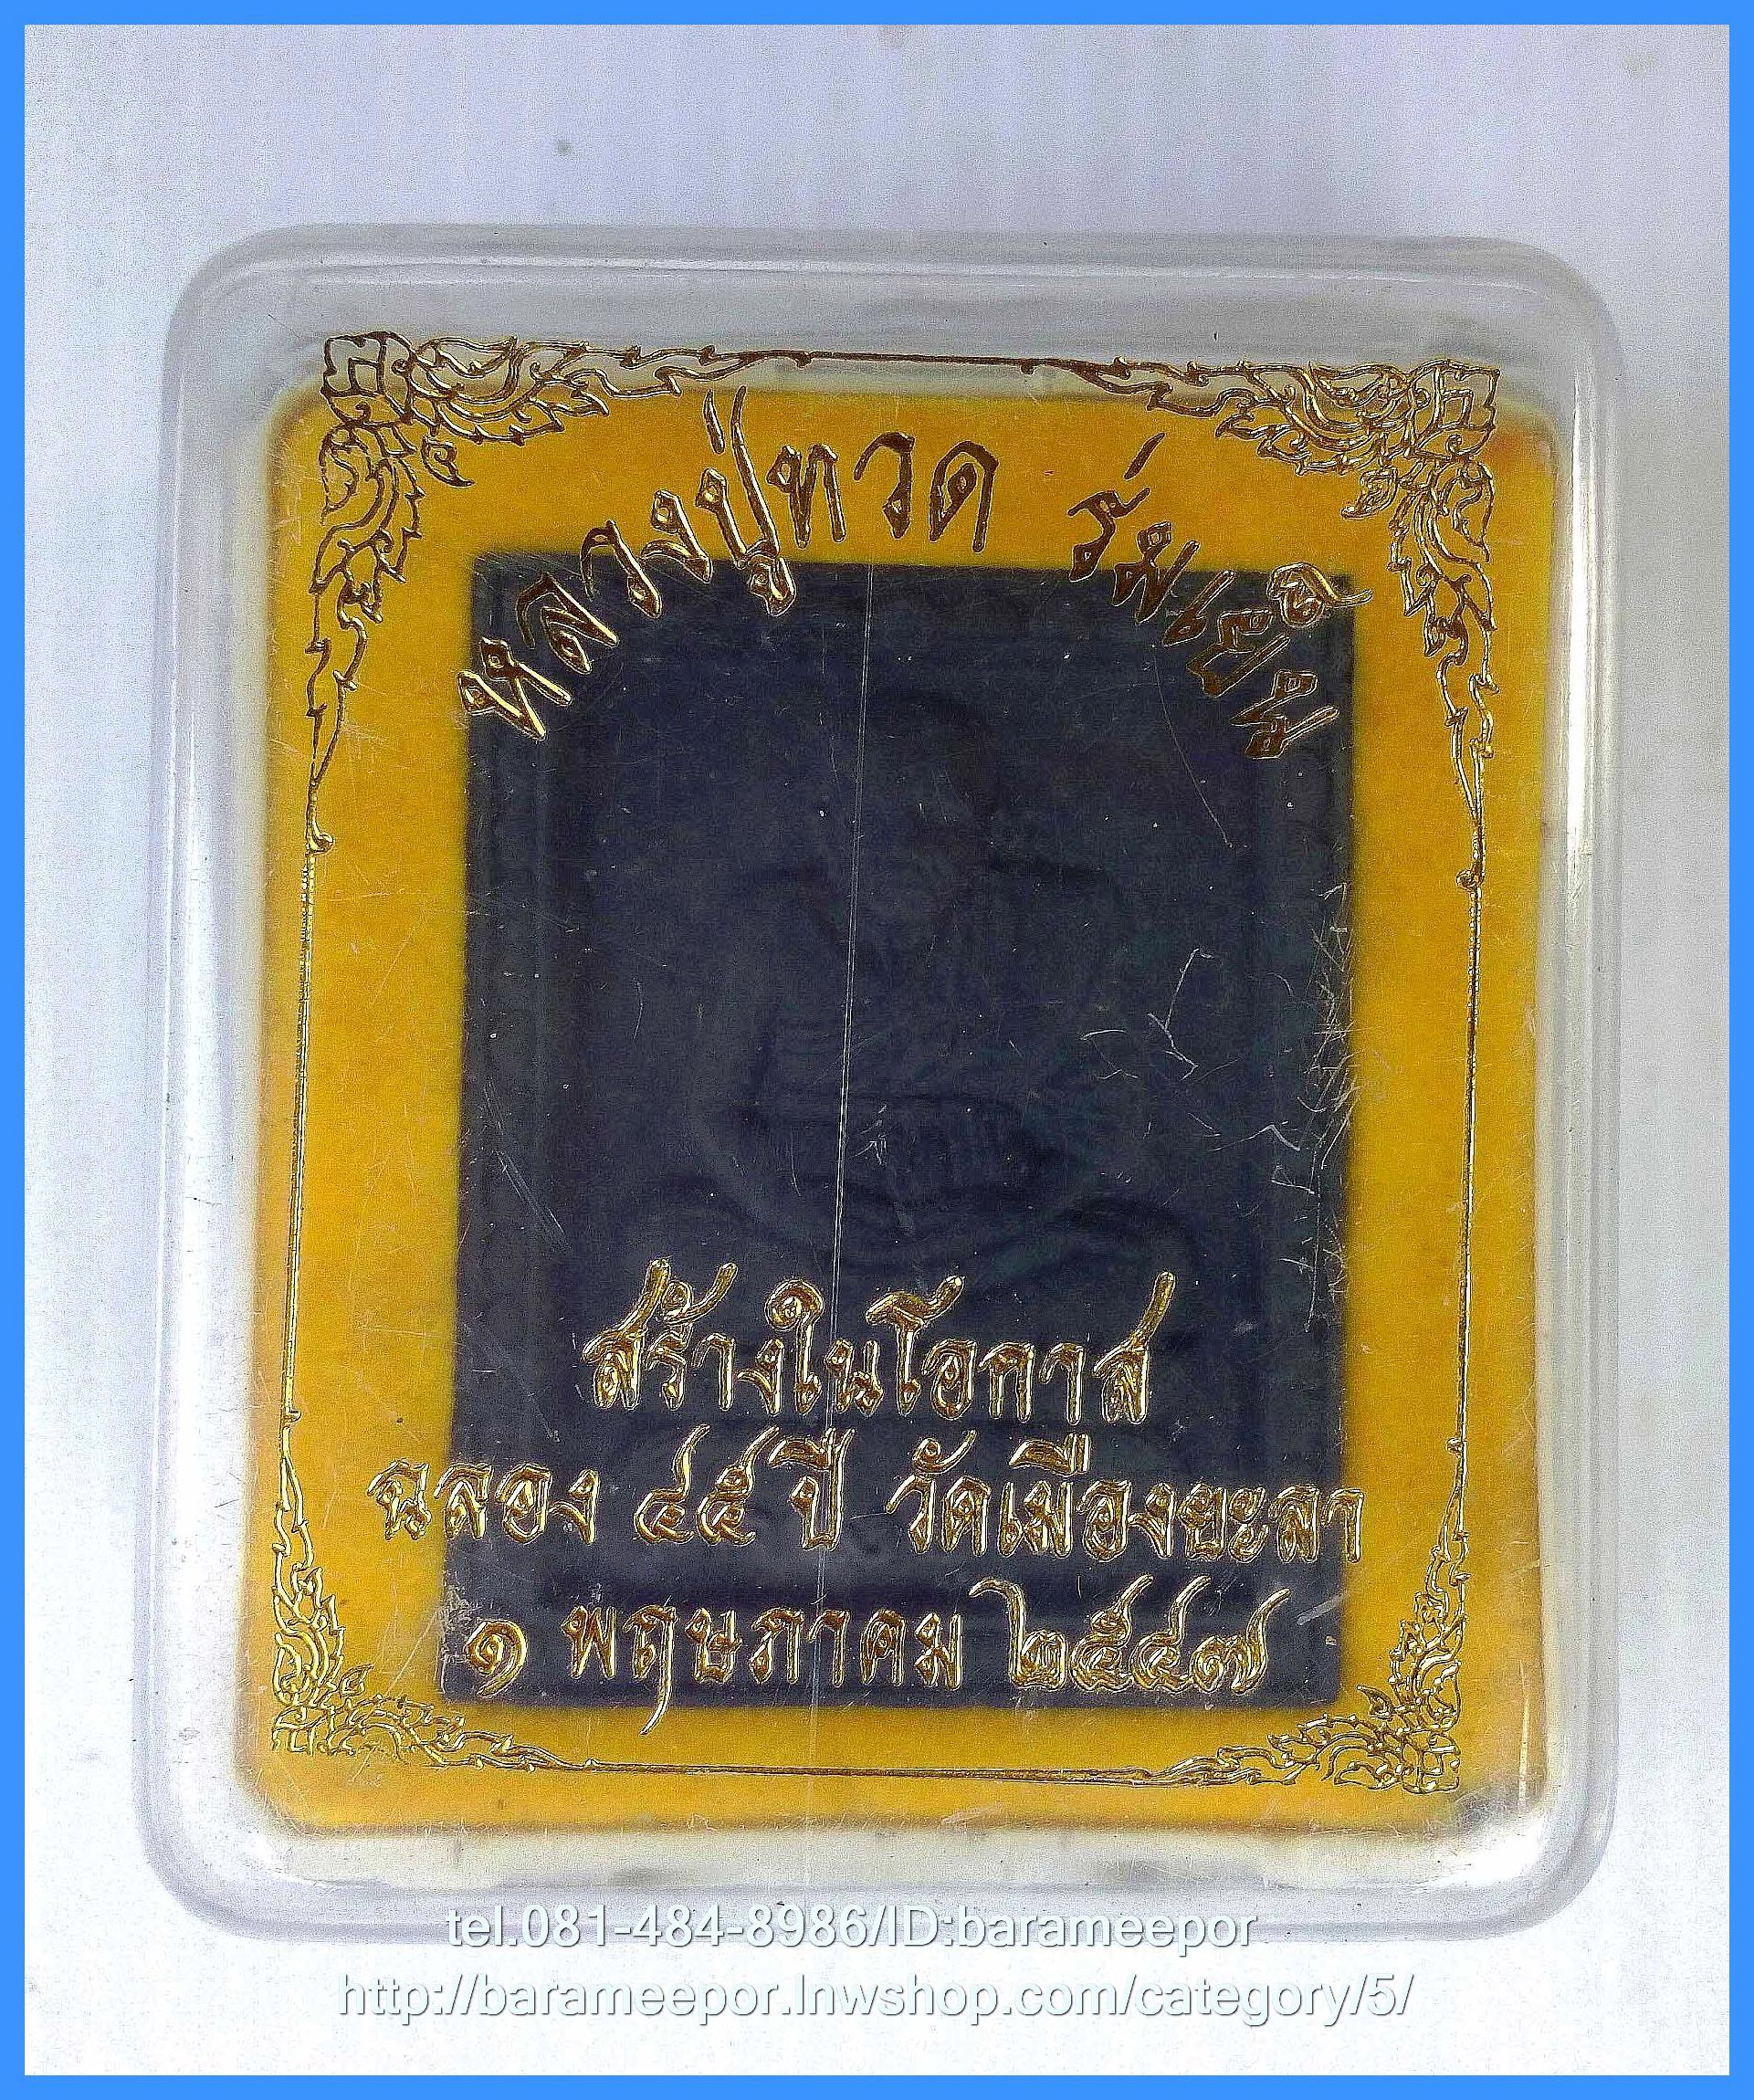 หลวงปู่ทวด ร่มเย็น
สร้างในโอกาส
ฉลอง ๔๕ ปี วัดเมืองยะลา
๑ พฤษภาคม ๒๕๔๗
tel.081-484-8986/ID:barameepor
http://barameepor.lnwshop.com/category/5/